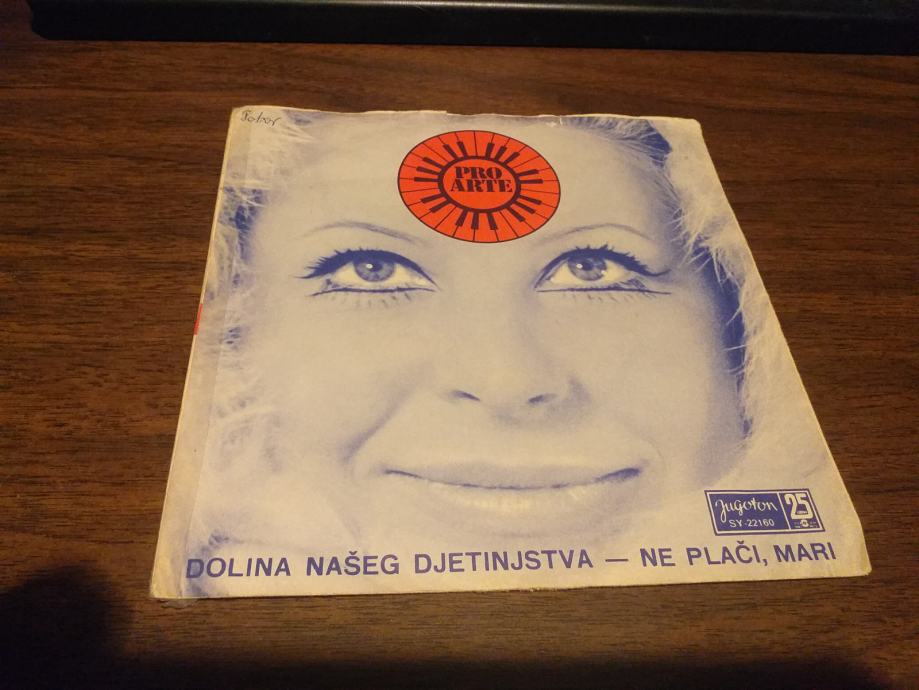 PRO
ARTE
Jugoton
25
SY-22160
DOLINA NAŠEG DJETINJSTVA — NE PLAČI, MARI